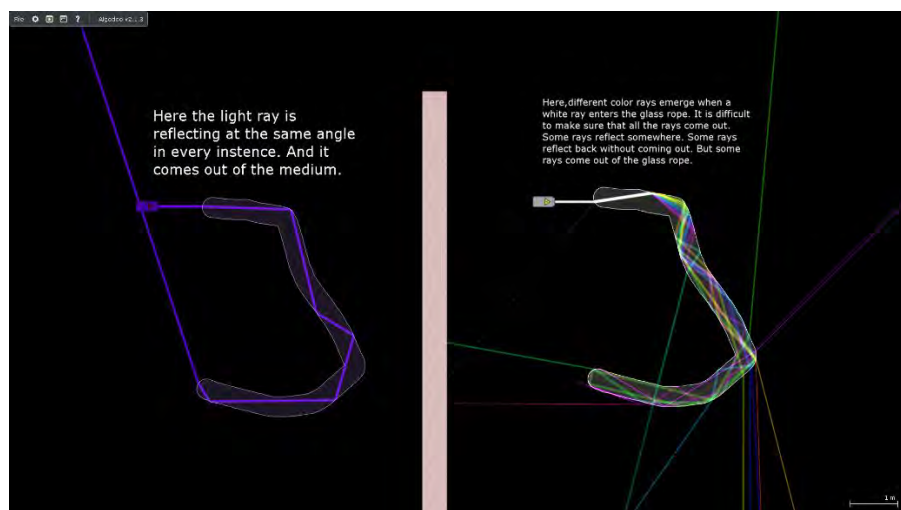 File ? Algodoo v2.1.3
Here the light ray is
reflecting at the same angle
in every instence. And it
comes out of the medium.
Here,different color rays emerge when a
white ray enters the glass rope. It is difficult
to make sure that all the rays come out.
Some rays reflect somewhere. Some rays
reflect back without coming out. But some
rays come out of the glass rope.
1 m